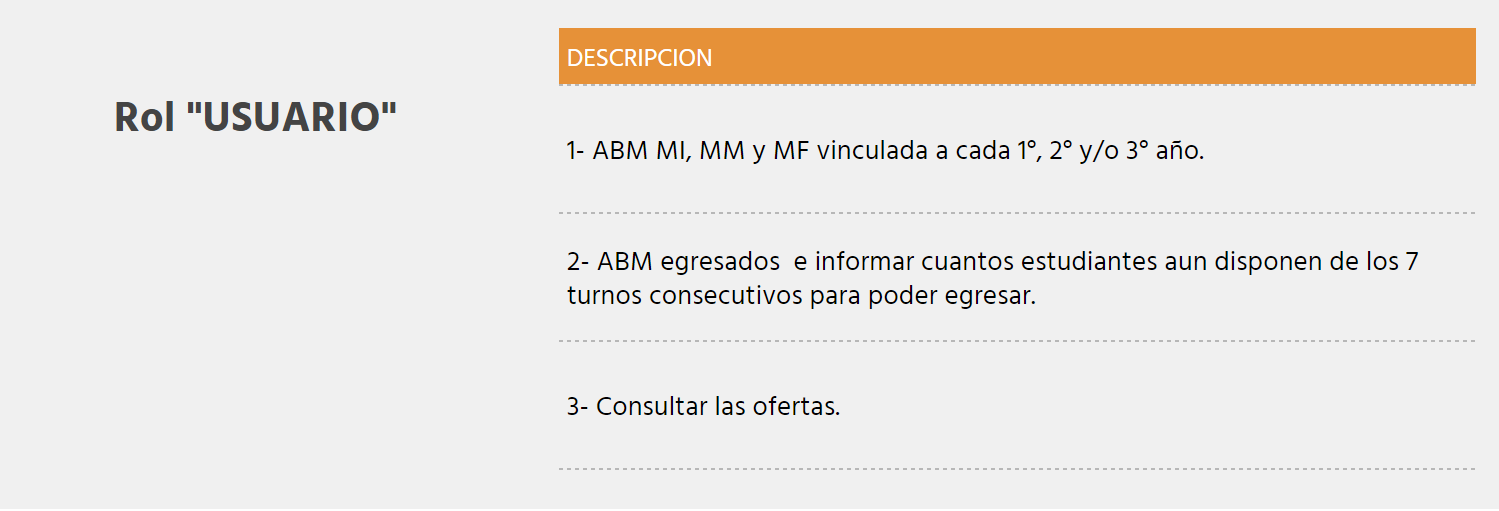 Rol "USUARIO"
DESCRIPCION
1- ABM MI, MM y MF vinculada a cada 1°, 2° y/o 3° año.
2- ABM egresados  e informar cuantos estudiantes aun disponen de los 7
turnos consecutivos para poder egresar.
3- Consultar las ofertas.